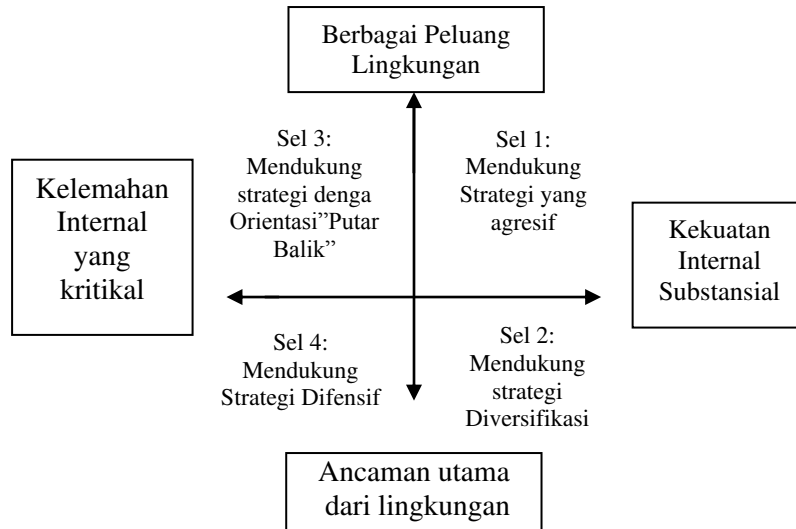 Berbagai Peluang
Lingkungan
Sel 3:
Mendukung
strategi denga
Orientasi”Putar
Balik”
Sel 1:
Mendukung
Strategi yang
agresif
Kelemahan
Internal
yang
kritikal
Kekuatan
Internal
Substansial
Sel 4:
Mendukung
Strategi Difensif
Sel 2:
Mendukung
strategi
Diversifikasi
Ancaman utama
dari lingkungan